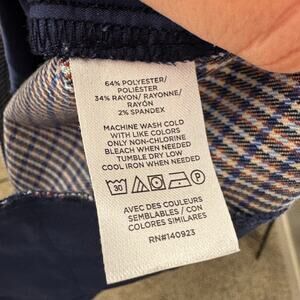 64% POLYESTER/
POLIÉSTER
34% RAYON/RAYONNE/
RAYÓN
2% SPANDEX
MACHINE WASH COLD
WITH LIKE COLORS
ONLY NON-CHLORINE
BLEACH WHEN NEEDED
TUMBLE DRY LOW
COOL IRON WHEN NEEDED
30 P
AVEC DES COULEURS
SEMBLABLES / CON
COLORES SIMILARES
RN#140923